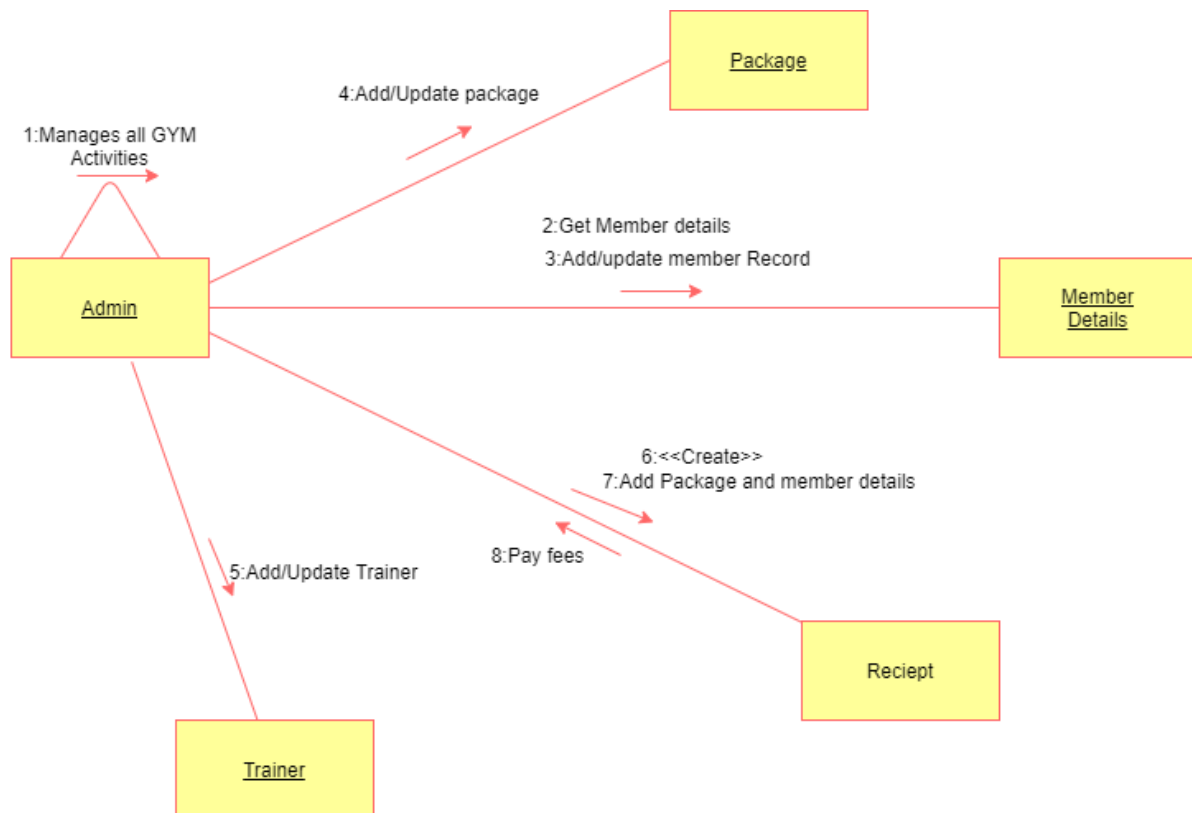 Package
4:Add/Update package
1:Manages all GYM
Activities
2:Get Member details
3:Add/update member Record
Admin
Member
Details
6:<<Create>>
7:Add Package and member details
8:Pay fees
5:Add/Update Trainer
Reciept
Trainer